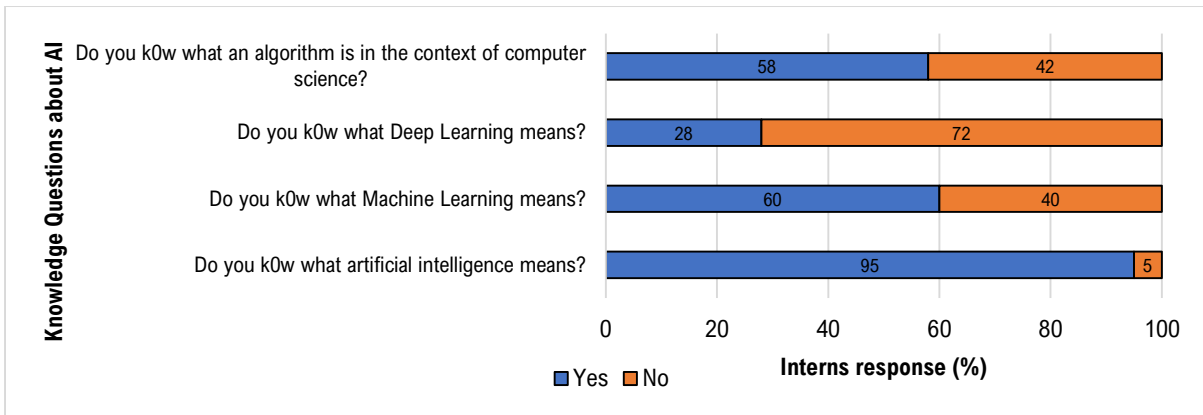 Knowledge Questions about AI
Do you k0w what an algorithm is in the context of computer
science?
58 42
Do you k0w what Deep Learning means?
28 72
Do you k0w what Machine Learning means?
60 40
Do you k0w what artificial intelligence means?
95 5
0 20 40 60 80 100
Interns response (%)
Yes No